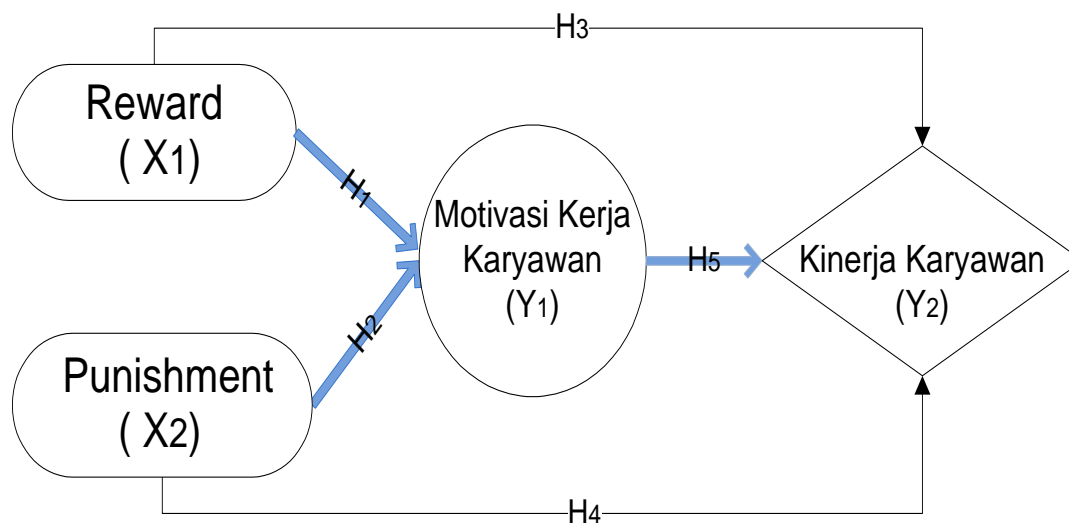 H3
Reward
( X1)
H1
Motivasi Kerja
Karyawan
(Y1)
H5
Kinerja Karyawan
(Y2)
H2
Punishment
( X2)
H4